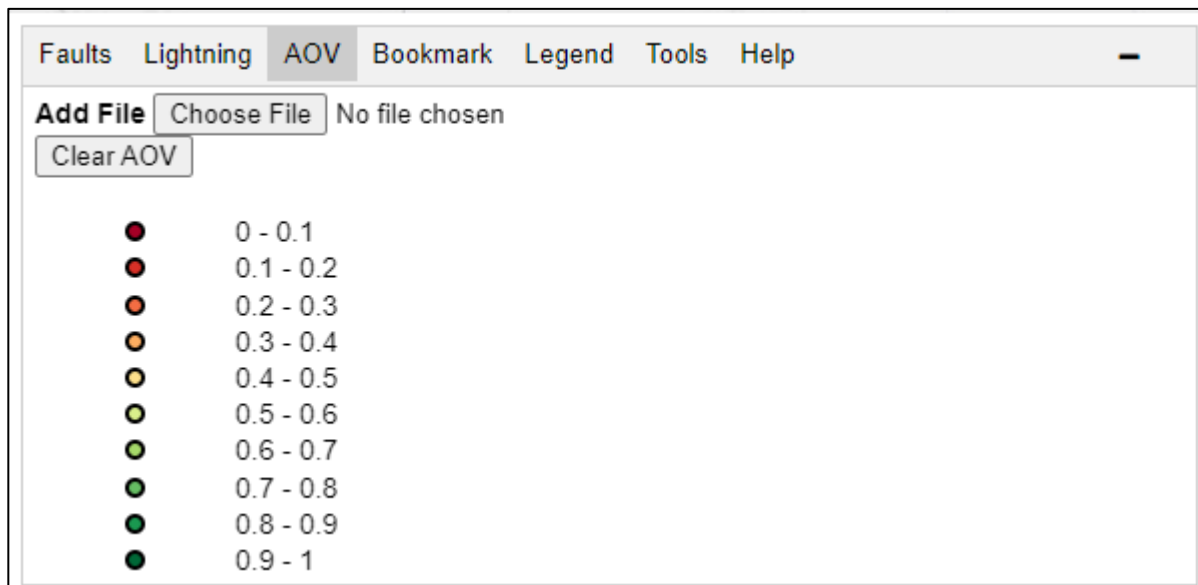 Faults Lightning AOV Bookmark Legend Tools Help
Add File Choose File No file chosen
Clear AOV
0 - 0.1
0.1 - 0.2
0.2 - 0.3
0.3 - 0.4
0.4 - 0.5
0.5 - 0.6
0.6 - 0.7
0.7 - 0.8
0.8 - 0.9
0.9 - 1